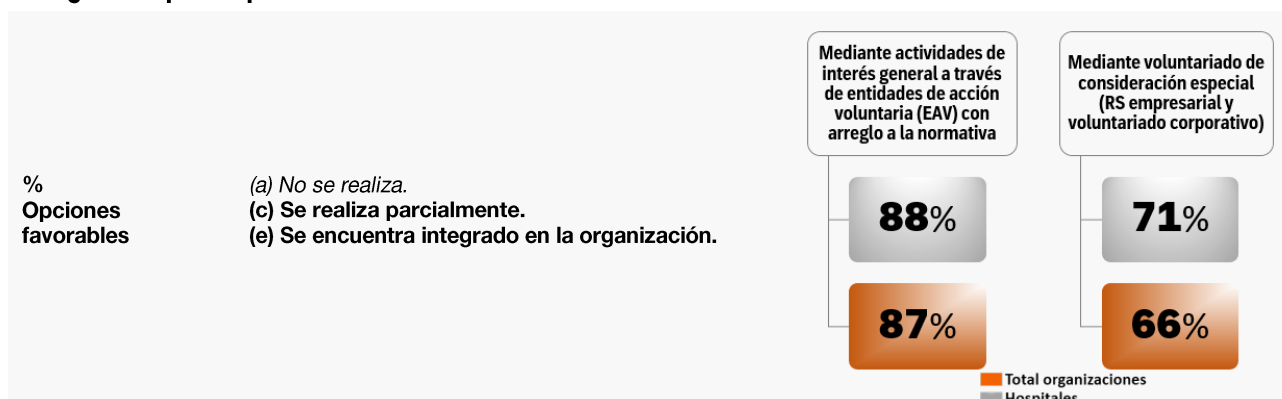 %
Opciones
favorables
(a) No se realiza.
(c) Se realiza parcialmente.
(e) Se encuentra integrado en la organización.
Mediante actividades de
interés general a través
de entidades de acción
voluntaria (EAV) con
arreglo a la normativa
88%
87%
Mediante voluntariado de
consideración especial
(RS empresarial y
voluntariado corporativo)
71%
66%
Total organizaciones
Hospitales